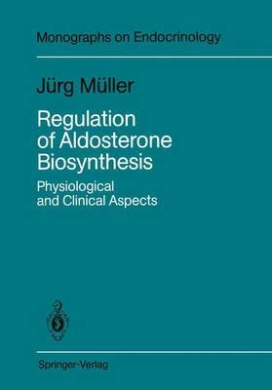 Monographs on Endocrinology
Jürg Müller
Regulation
of Aldosterone
Biosynthesis
Physiological
and Clinical Aspects
Springer-Verlag